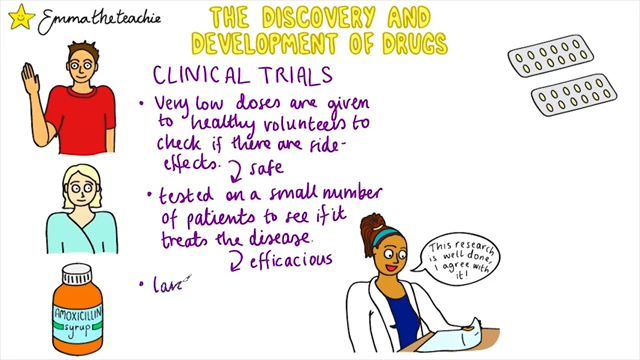 Emmatheteachie
THE DISCOVERY AND
DEVELOPMENT OF DRUGS
CLINICAL TRIALS
• Very low doses are given
to healthy volunteers to
check if there are side-
effects.
safe
• tested on a small number
of patients to see if it
treats the disease.
efficacious
•
AMOXICILLIN
syrup
This research
is well done,
I agree with
it!